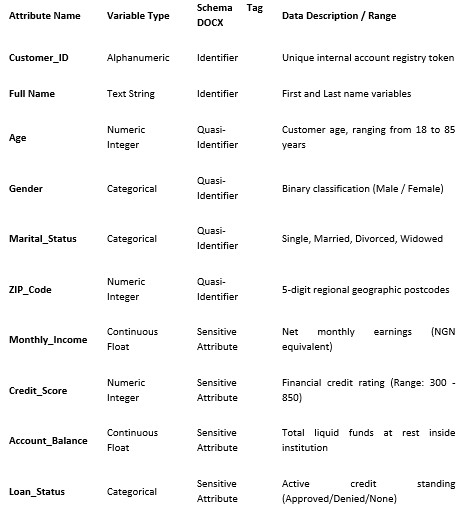 Attribute Name Variable Type Schema Tag DOCX Data Description / Range
Customer_ID Alphanumeric Identifier Unique internal account registry token
Full Name Text String Identifier First and Last name variables
Age Numeric Integer Quasi-Identifier Customer age, ranging from 18 to 85 years
Gender Categorical Quasi-Identifier Binary classification (Male / Female)
Marital_Status Categorical Quasi-Identifier Single, Married, Divorced, Widowed
ZIP_Code Numeric Integer Quasi-Identifier 5-digit regional geographic postcodes
Monthly_Income Continuous Float Sensitive Attribute Net monthly earnings (NGN equivalent)
Credit_Score Numeric Integer Sensitive Attribute Financial credit rating (Range: 300 - 850)
Account_Balance Continuous Float Sensitive Attribute Total liquid funds at rest inside institution
Loan_Status Categorical Sensitive Attribute Active credit standing (Approved/Denied/None)